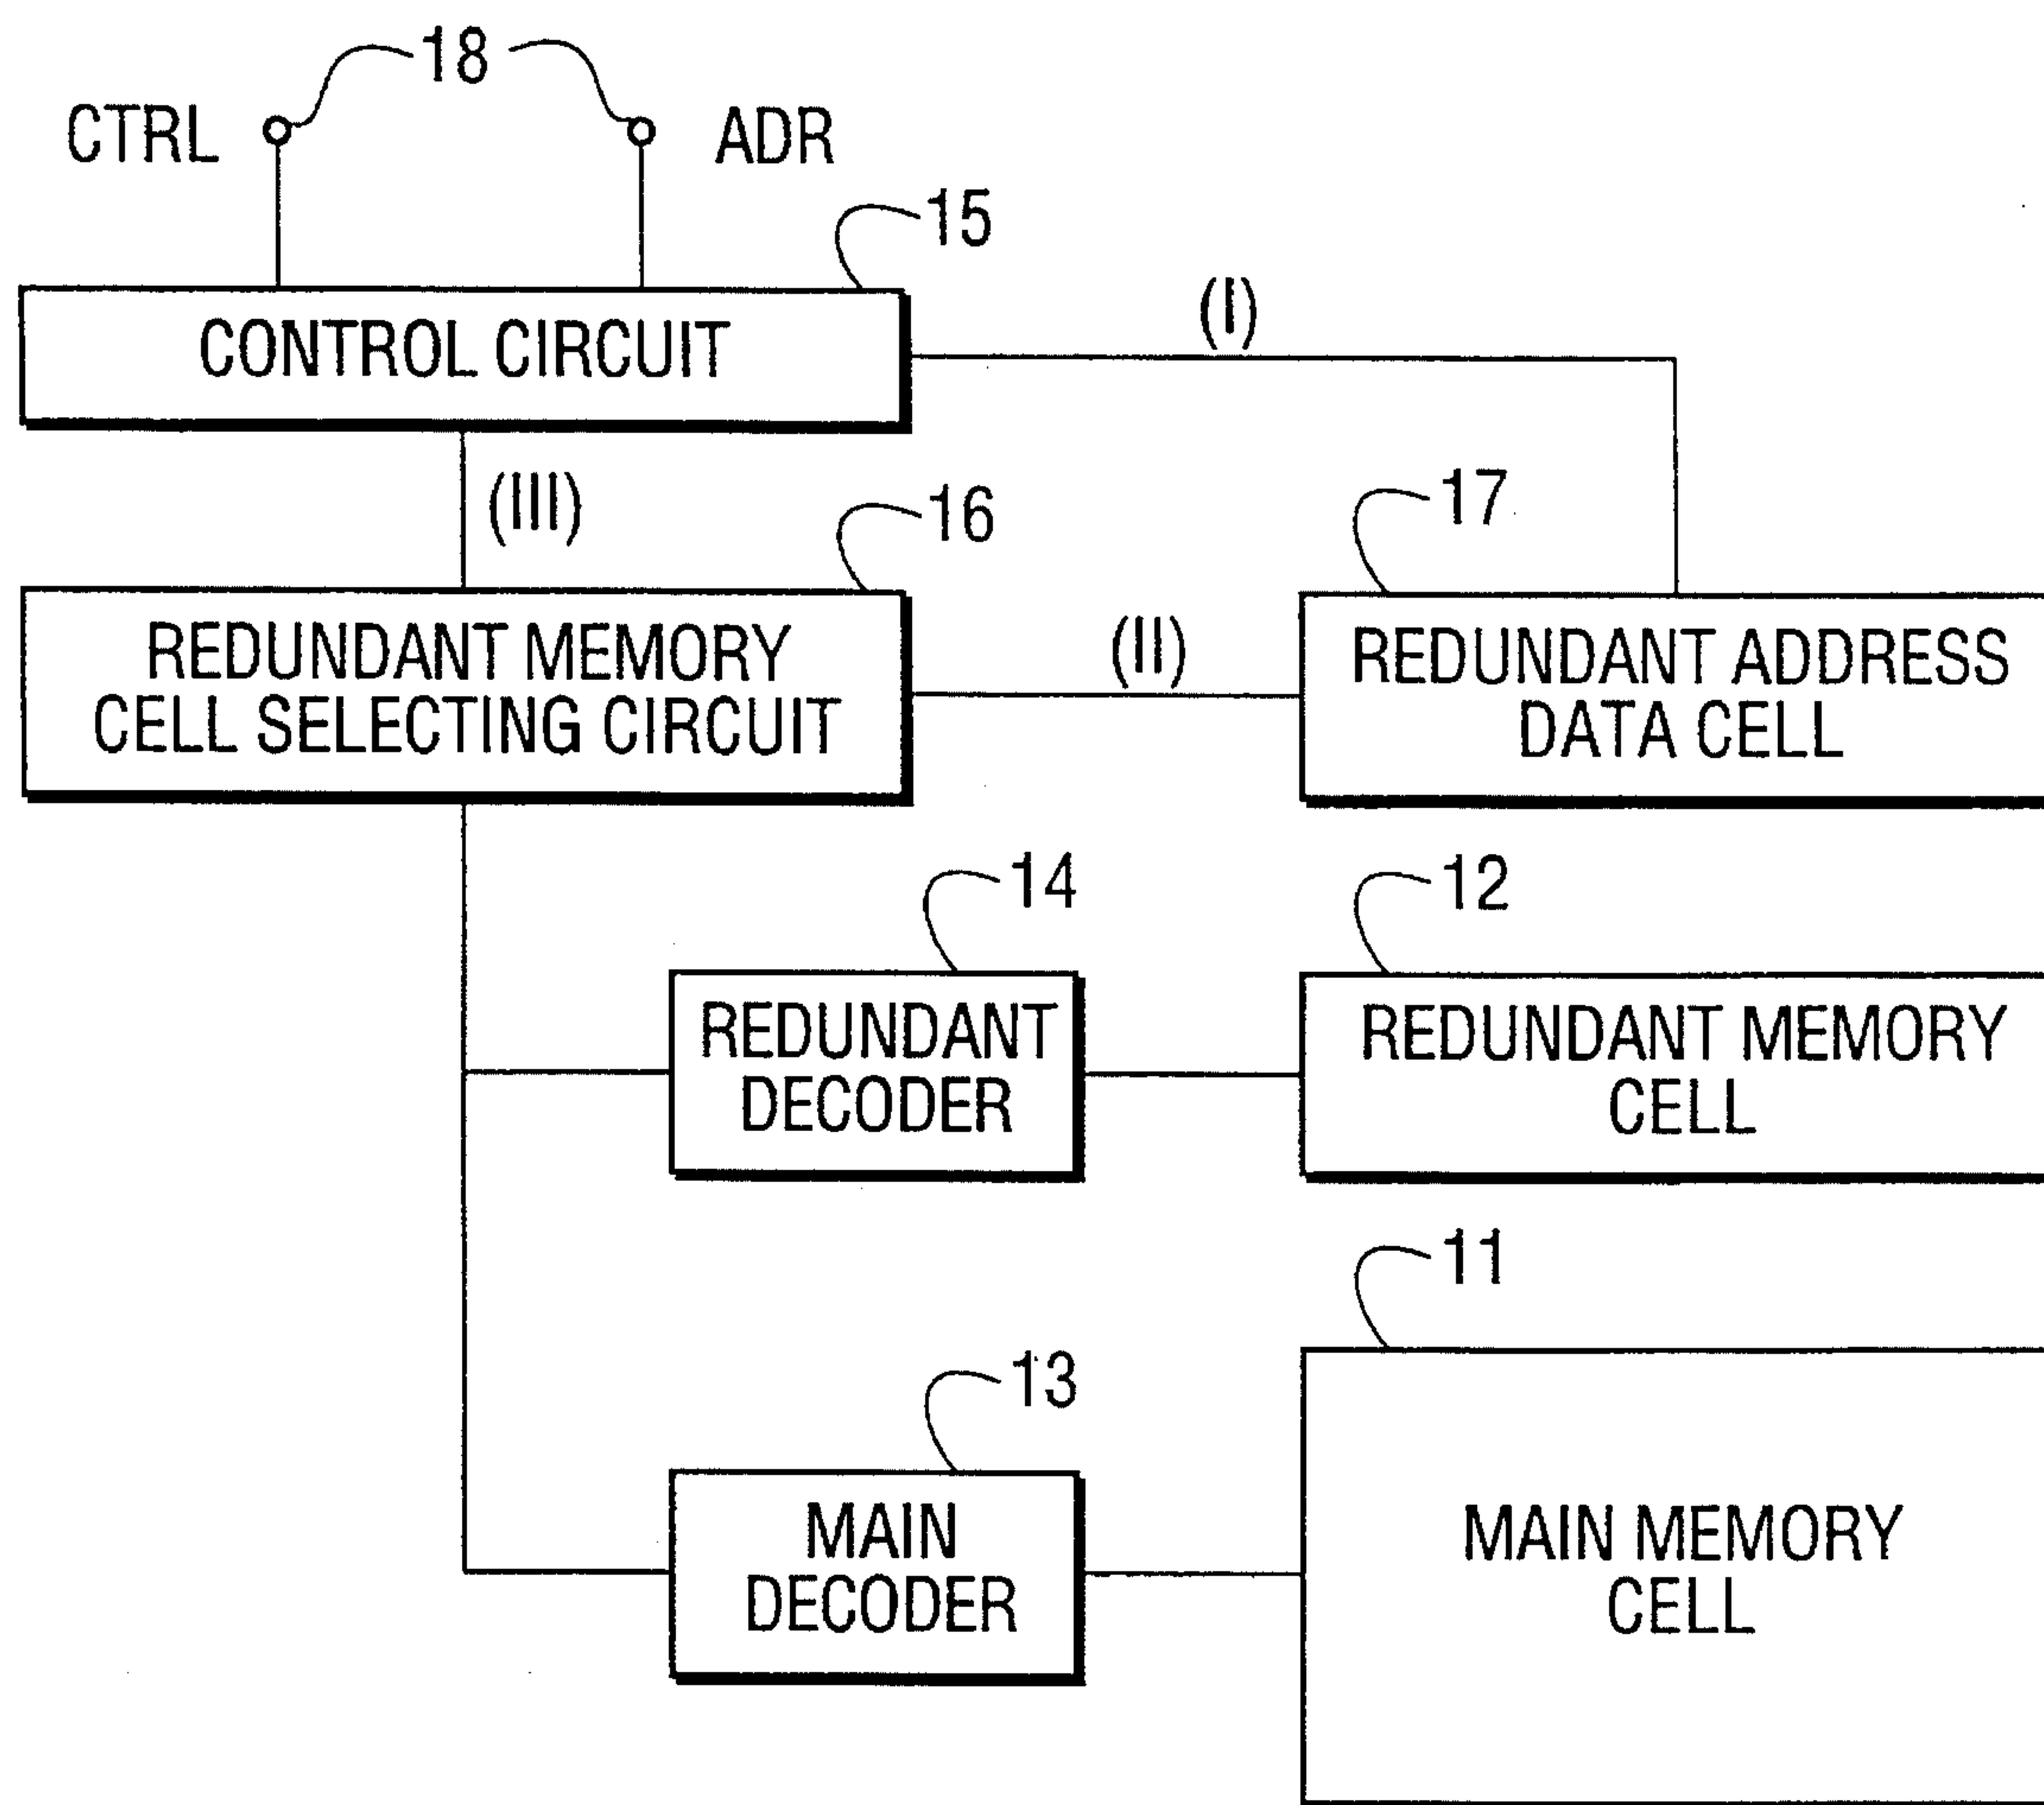 18
CTRL
ADR
15
CONTROL CIRCUIT
(I)
(III)
16
17
REDUNDANT MEMORY
CELL SELECTING CIRCUIT
(II)
REDUNDANT ADDRESS
DATA CELL
14
12
REDUNDANT
DECODER
REDUNDANT MEMORY
CELL
11
13
MAIN
DECODER
MAIN MEMORY
CELL